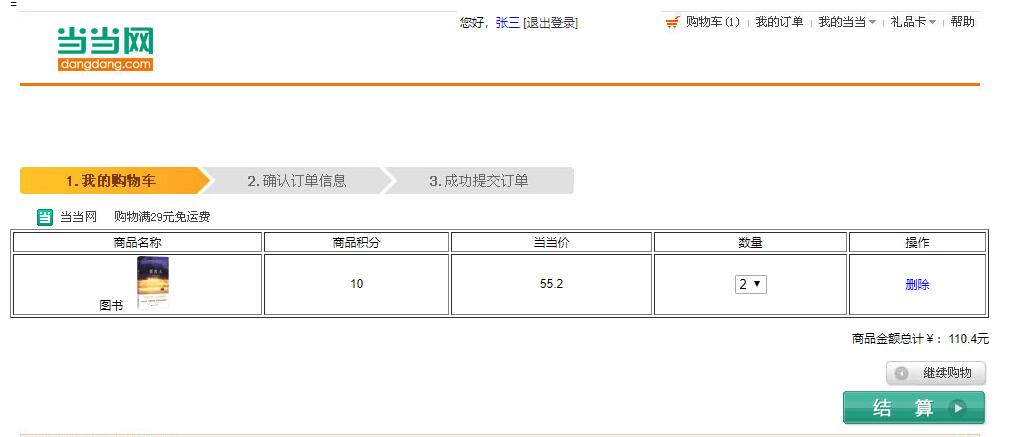 =
您好，张三 [退出登录]
购物车(1) 我的订单 我的当当 礼品卡 帮助
当当网
dangdang.com
1.我的购物车 2.确认订单信息 3.成功提交订单
当 当当网 购物满29元免运费
商品名称 商品积分 当当价 数量 操作
图书 10 55.2 2 删除
商品金额总计￥：110.4元
继续购物
结 算